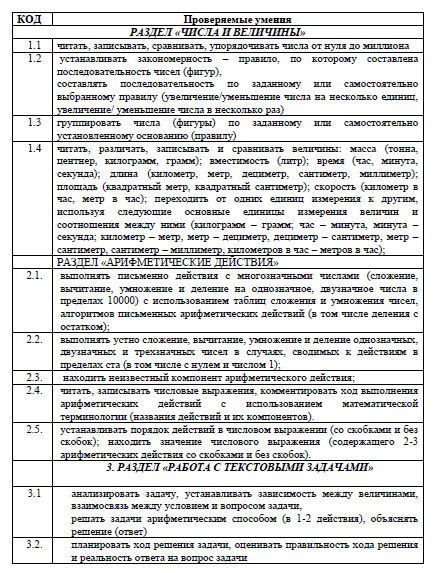 КОД Проверяемые умения
РАЗДЕЛ «ЧИСЛА И ВЕЛИЧИНЫ»
1.1 читать, записывать, сравнивать, упорядочивать числа от нуля до миллиона
1.2 устанавливать закономерность – правило, по которому составлена
последовательность чисел (фигур),
составлять последовательность по заданному или самостоятельно
выбранному правилу (увеличение/уменьшение числа на несколько единиц,
увеличение/ уменьшение числа в несколько раз)
1.3 группировать числа (фигуры) по заданному или самостоятельно
установленному основанию (правилу)
1.4 читать, различать, записывать и сравнивать величины: масса (тонна,
центнер, килограмм, грамм); вместимость (литр); время (час, минута,
секунда); длина (километр, метр, дециметр, сантиметр, миллиметр);
площадь (квадратный метр, квадратный сантиметр); скорость (километр в
час, метр в час); переходить от одних единиц измерения к другим,
используя следующие основные единицы измерения величин и
соотношения между ними (килограмм – грамм; час – минута, минута –
секунда; километр – метр, метр – дециметр, дециметр – сантиметр, метр –
сантиметр, сантиметр – миллиметр, километров в час – метров в час);
РАЗДЕЛ «АРИФМЕТИЧЕСКИЕ ДЕЙСТВИЯ»
2.1. выполнять письменно действия с многозначными числами (сложение,
вычитание, умножение и деление на однозначное, двузначное числа в
пределах 10000) с использованием таблиц сложения и умножения чисел,
алгоритмов письменных арифметических действий (в том числе деления с
остатком);
2.2. выполнять устно сложение, вычитание, умножение и деление однозначных,
двузначных и трехзначных чисел в случаях, сводимых к действиям в
пределах ста (в том числе с нулем и числом 1);
2.3. находить неизвестный компонент арифметического действия;
2.4. читать, записывать числовые выражения, комментировать ход выполнения
арифметических действий с использованием математической
терминологии (названия действий и их компонентов).
2.5. устанавливать порядок действий в числовом выражении (со скобками и без
скобок); находить значение числового выражения (содержащего 2-3
арифметических действия со скобками и без скобок).
3. РАЗДЕЛ «РАБОТА С ТЕКСТОВЫМИ ЗАДАЧАМИ»
3.1 анализировать задачу, устанавливать зависимость между величинами,
взаимосвязь между условием и вопросом задачи,
решать задачи арифметическим способом (в 1-2 действия), объяснять
решение (ответ)
3.2. планировать ход решения задачи, оценивать правильность хода решения
и реальность ответа на вопрос задачи